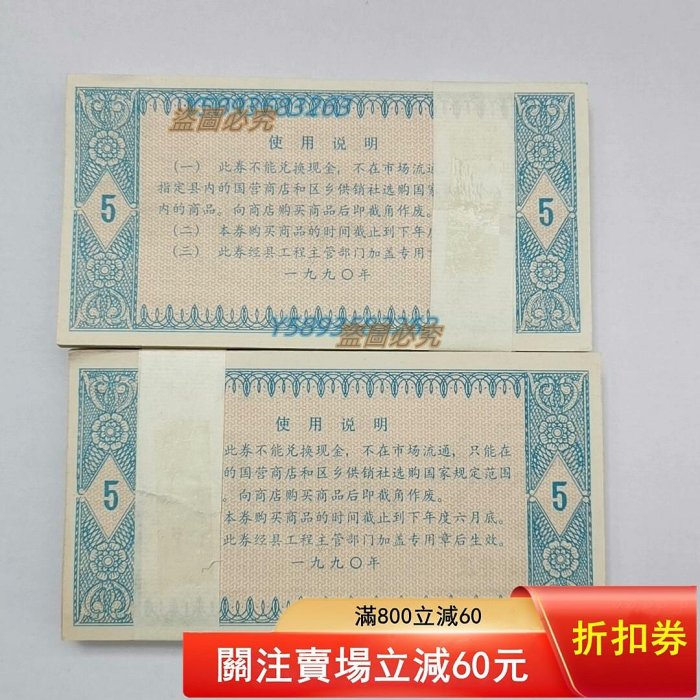 Y5893583263
盜圖必究
使用说明
5
(一) 此券不能兑换现金, 不在市场流通
指定县内的国营商店和区乡供销社选购国家
内的商品。向商店购买商品后即截角作废。
(二) 本券购买商品的时间截止到下年度
(三) 此券经县工程主管部门加盖专用
一九九〇年
5
Y5893583263
盜圖必究
使用说明
5
此券不能兑换现金, 不在市场流通, 只能在
的国营商店和区乡供销社选购国家规定范围
。向商店购买商品后即截角作废。
本券购买商品的时间截止到下年度六月底。
此券经县工程主管部门加盖专用章后生效。
一九九〇年
5
滿800立減60
關注賣場立減60元
折扣券